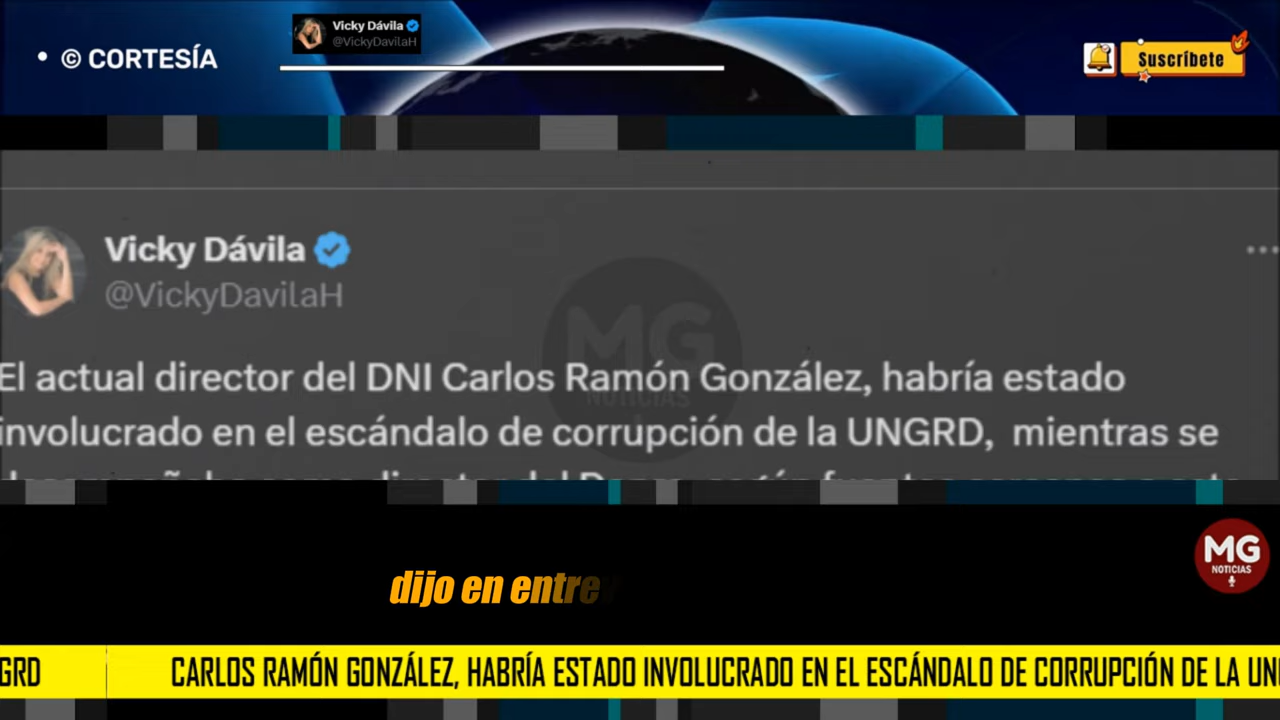 Vicky Dávila
@VickyDavilaH
• © CORTESÍA
Suscríbete
Vicky Dávila
@VickyDavilaH
El actual director del DNI Carlos Ramón González, habría estado
involucrado en el escándalo de corrupción de la UNGRD, mientras se
MG
NOTICIAS
dijo en entre
MG
NOTICIAS
GRD CARLOS RAMÓN GONZÁLEZ, HABRÍA ESTADO INVOLUCRADO EN EL ESCÁNDALO DE CORRUPCIÓN DE LA UN